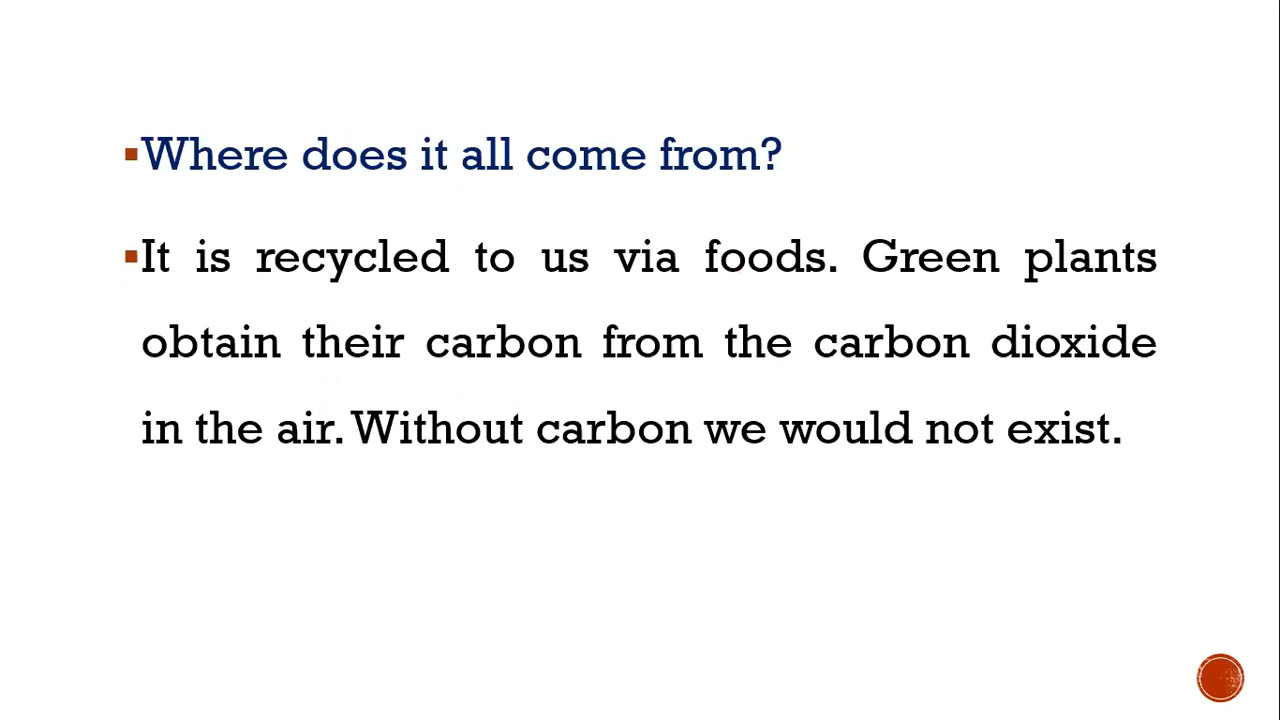 ▪Where does it all come from?
▪It is recycled to us via foods. Green plants
obtain their carbon from the carbon dioxide
in the air. Without carbon we would not exist.